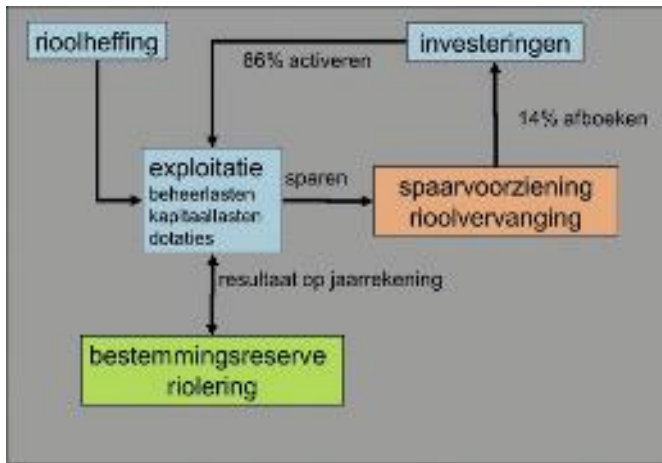 rioolheffing
investeringen
86% activeren
14% afboeken
exploitatie
beheerlasten
kapitaallasten
dotaties
sparen
spaarvoorziening
rioolvervanging
resultaat op jaarrekening
bestemmingsreserve
riolering